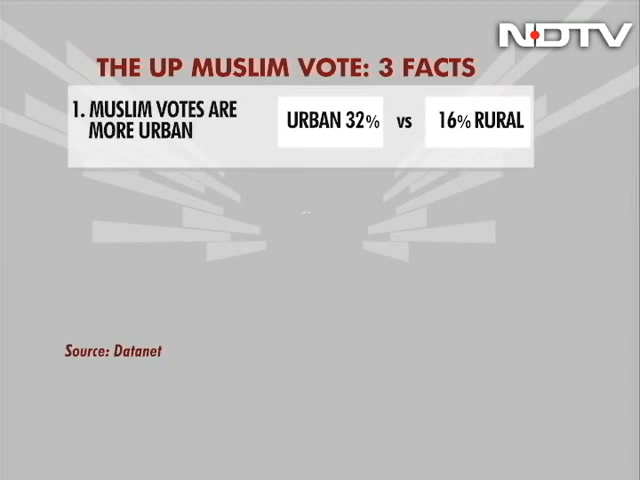 NDTV
THE UP MUSLIM VOTE: 3 FACTS
1. MUSLIM VOTES ARE
MORE URBAN
URBAN 32% vs 16% RURAL
Source: Datanet